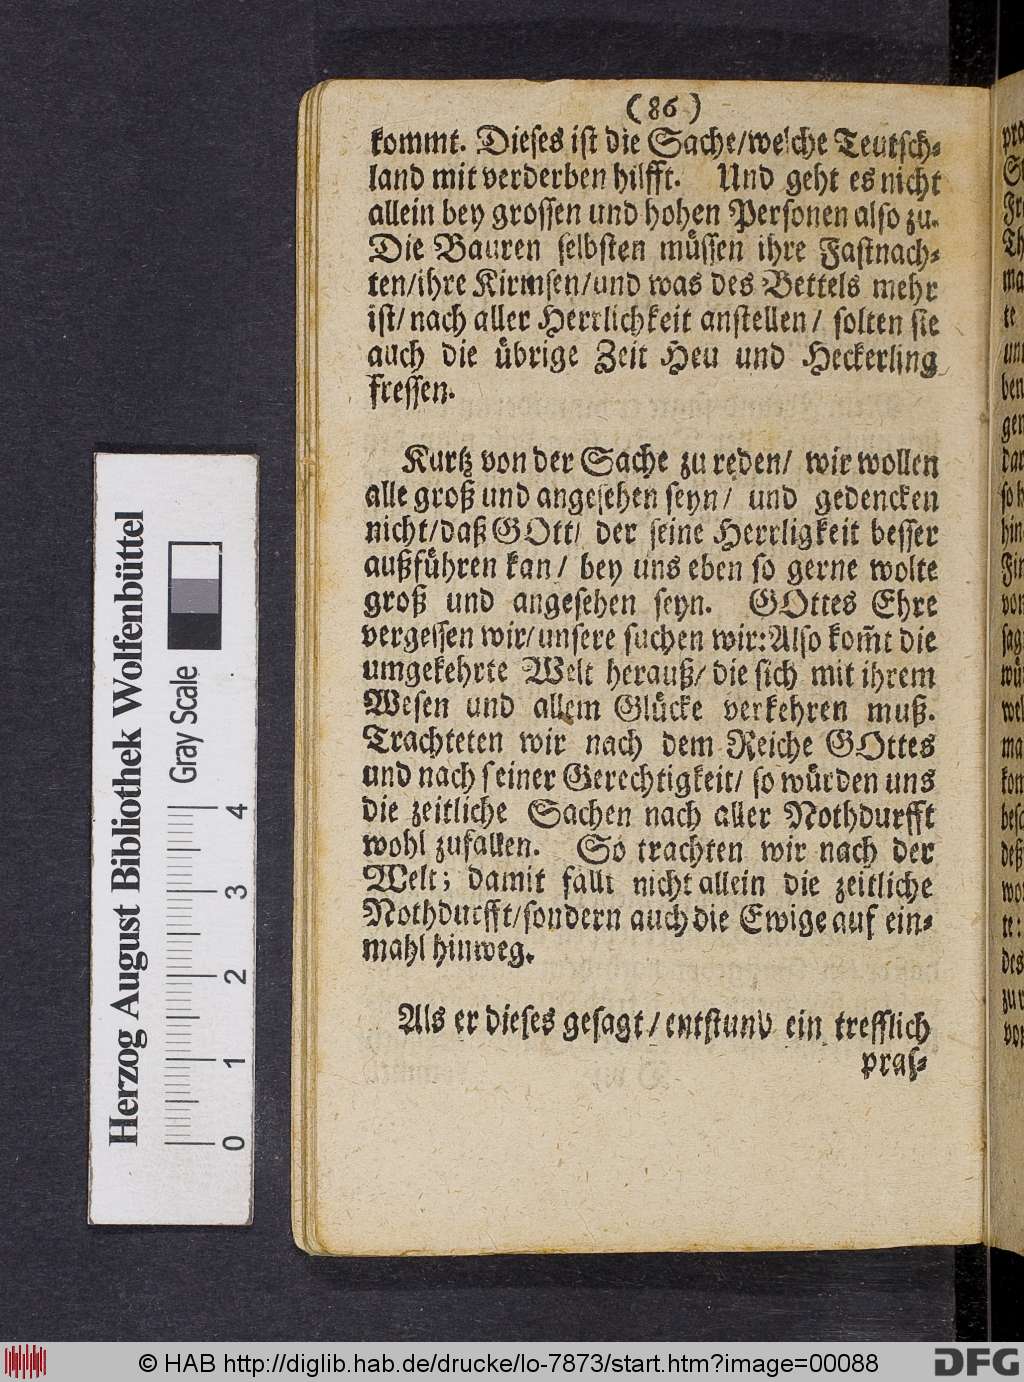 (86)
kommt. Dieses ist die Sache/welche Teutsch-
land mit verderben hilfft. Und geht es nicht
allein bey grossen und hohen Personen also zu.
Die Bauren selbsten müssen ihre Fastnach-
ten/ihre Kirmsen/und was des Bettels mehr
ist/ nach aller Herrlichkeit anstellen/ solten sie
auch die übrige Zeit Heu und Heckerling
fressen.
Kurtz von der Sache zu reden/ wir wollen
alle groß und angesehen seyn/ und gedencken
nicht/daß GOtt/ der seine Herrligkeit besser
außführen kan/ bey uns eben so gerne wolte
groß und angesehen seyn. GOttes Ehre
vergessen wir/unsere suchen wir: Also kom̄t die
umgekehrte Welt herauß/ die sich mit ihrem
Wesen und allem Glücke verkehren muß.
Trachteten wir nach dem Reiche GOttes
und nach seiner Gerechtigkeit/ so würden uns
die zeitliche Sachen nach aller Nothdurfft
wohl zufallen. So trachten wir nach der
Welt; damit fällt nicht allein die zeitliche
Nothdurfft/sondern auch die Ewige auf ein-
mahl hinweg.
Als er dieses gesagt/entstund ein trefflich
pras-
Herzog August Bibliothek Wolfenbüttel
Gray Scale
0 1 2 3 4
© HAB http://diglib.hab.de/drucke/lo-7873/start.htm?image=00088
DFG